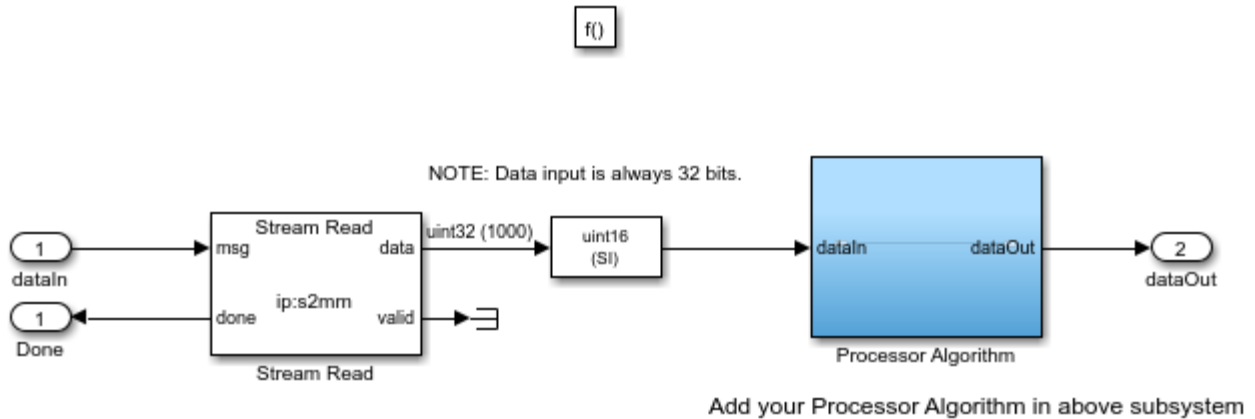 f()
NOTE: Data input is always 32 bits.
1
dataIn
Stream Read
msg
data
ip:s2mm
done
valid
Stream Read
uint32 (1000)
uint16
(SI)
dataIn
dataOut
Processor Algorithm
2
dataOut
1
Done
Add your Processor Algorithm in above subsystem